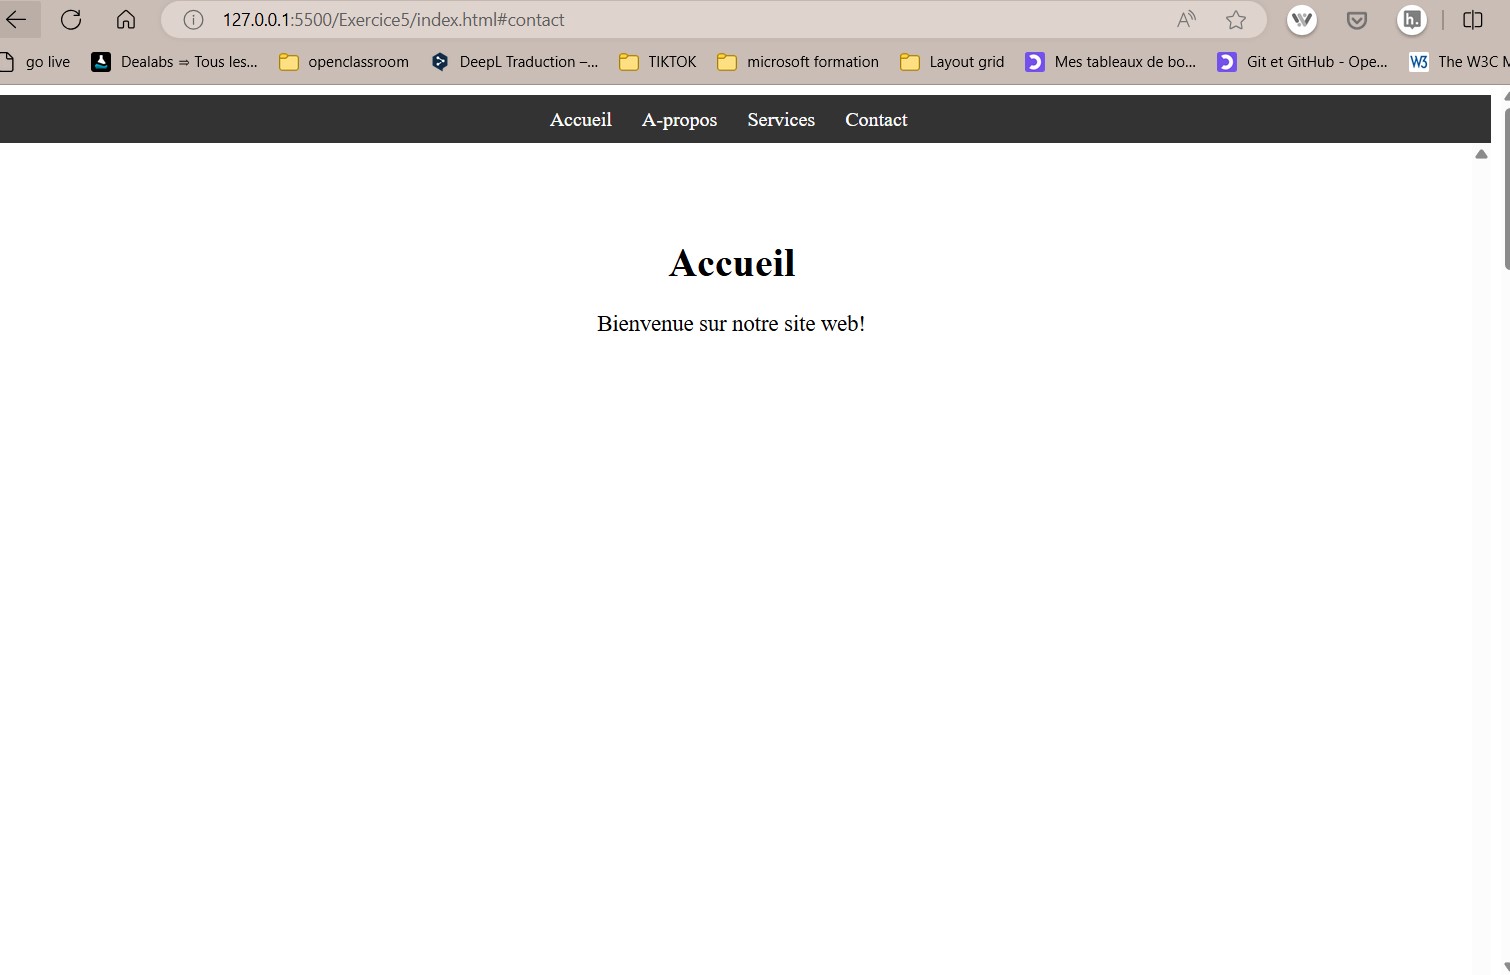 127.0.0.1:5500/Exercice5/index.html#contact
go live Dealabs ⇒ Tous les... openclassroom DeepL Traduction –... TIKTOK microsoft formation Layout grid Mes tableaux de bo... Git et GitHub - Ope... W3 The W3C M
Accueil A-propos Services Contact
Accueil
Bienvenue sur notre site web!